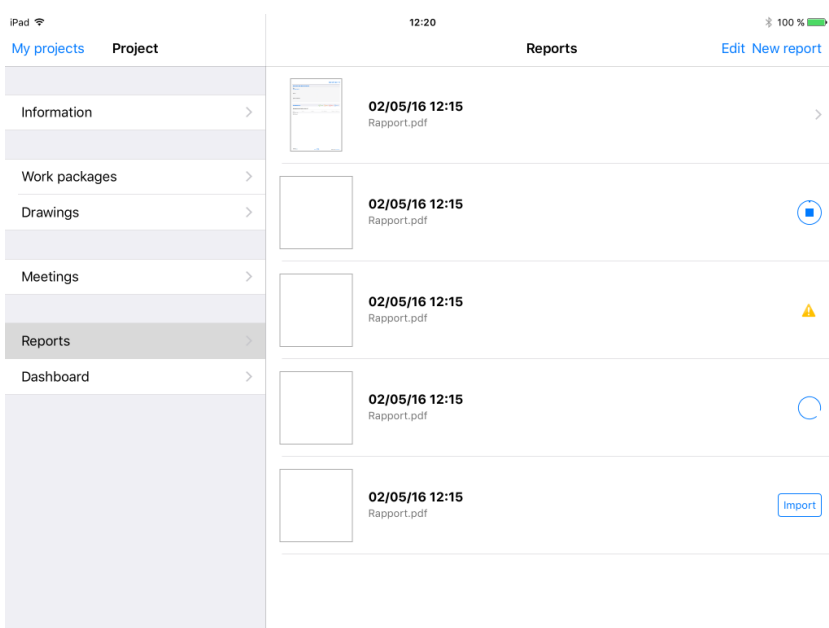 iPad 12:20 100 %
My projects Project Reports Edit New report
Information
Work packages
Drawings
Meetings
Reports
Dashboard
02/05/16 12:15
Rapport.pdf
02/05/16 12:15
Rapport.pdf
02/05/16 12:15
Rapport.pdf
02/05/16 12:15
Rapport.pdf
02/05/16 12:15
Rapport.pdf
Import